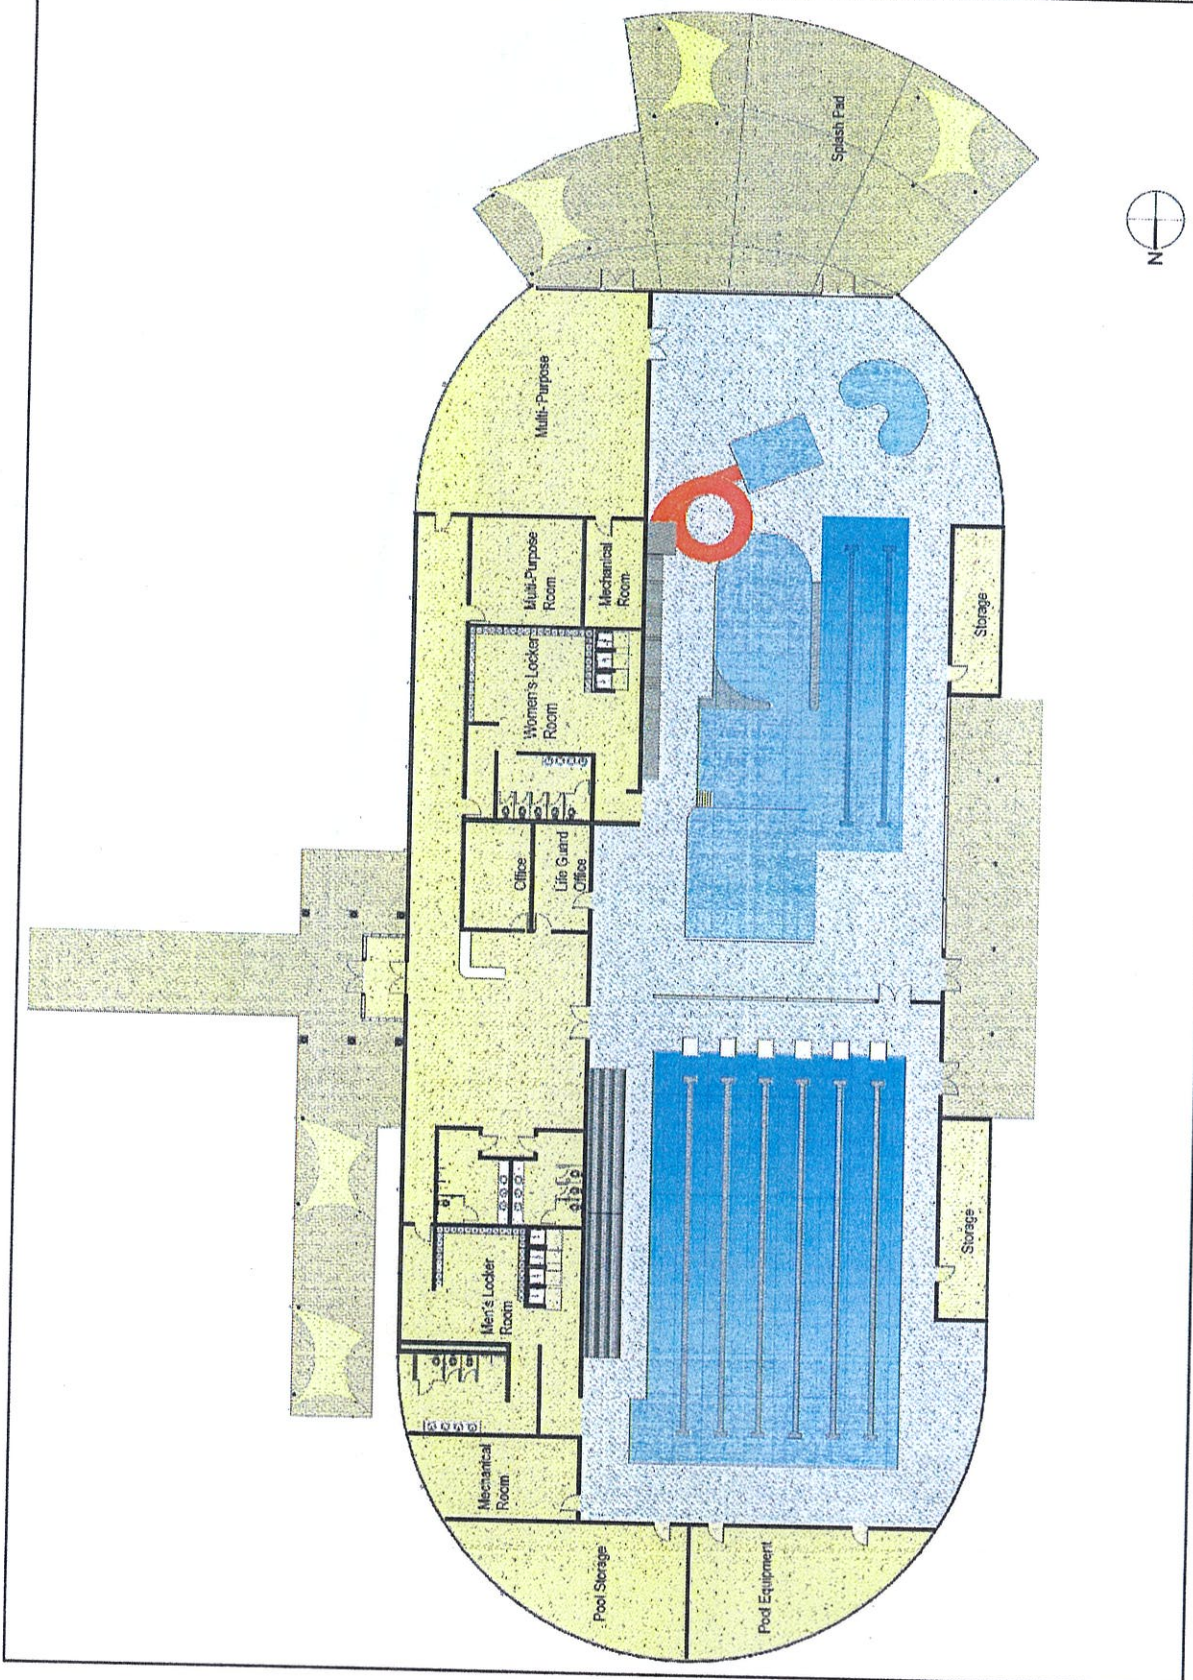 Splash Pad
N
Multi-Purpose
Multi-Purpose
Room
Mechanical
Room
Women's Locker
Room
Storage
Office
Life Guard
Office
Men's Locker
Room
Storage
Mechanical
Room
Pool Storage
Pool Equipment